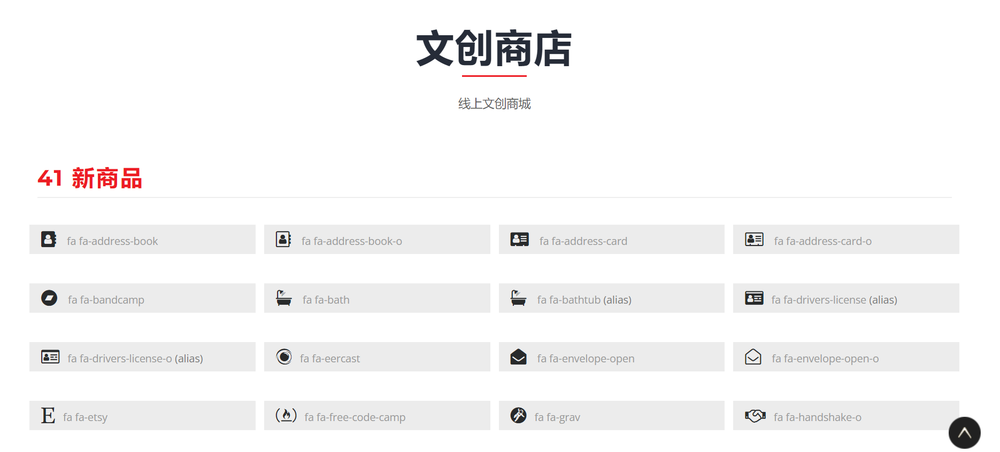 文创商店
线上文创商城
41 新商品
fa fa-address-book
fa fa-address-book-o
fa fa-address-card
fa fa-address-card-o
fa fa-bandcamp
fa fa-bath
fa fa-bathtub (alias)
fa fa-drivers-license (alias)
fa fa-drivers-license-o (alias)
fa fa-eercast
fa fa-envelope-open
fa fa-envelope-open-o
fa fa-etsy
fa fa-free-code-camp
fa fa-grav
fa fa-handshake-o